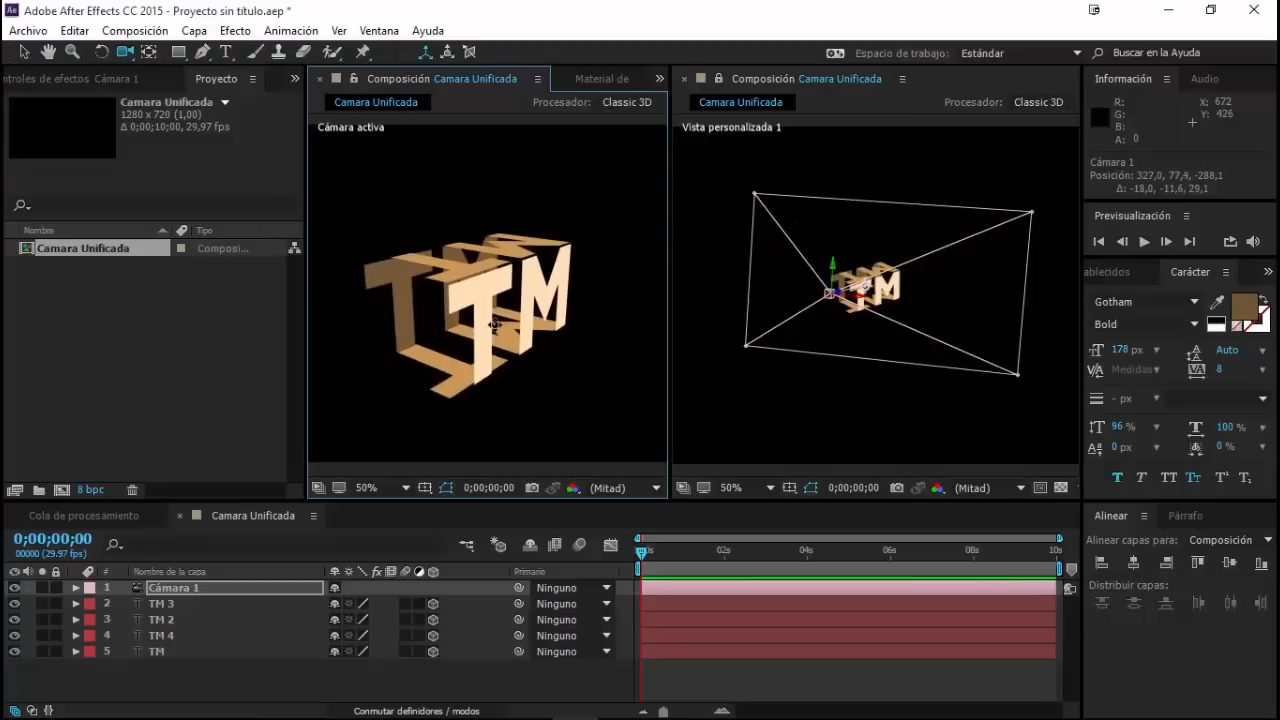 Adobe After Effects CC 2015 - Proyecto sin título.aep *
Archivo Editar Composición Capa Efecto Animación Ver Ventana Ayuda
Espacio de trabajo: Estándar Buscar en la Ayuda
ntroles de efectos Cámara 1 Proyecto
Composición Camara Unificada Material de
Composición Camara Unificada
Información Audio
Camara Unificada
1280 x 720 (1,00)
Δ 0;00;10;00, 29,97 fps
Camara Unificada Procesador: Classic 3D
Camara Unificada Procesador: Classic 3D
Cámara activa
Vista personalizada 1
R:
G:
B:
A: 0
X: 672
Y: 426
Cámara 1
Posición: 327,0, 77,4, -288,1
Δ: -18,0, -11,6, 29,1
Previsualización
Nombre Tipo
Camara Unificada Composi...
TM
TM
ablecidos Carácter
Gotham
Bold
178 px Auto
Medidas 8
- px
96 % 100 %
0 px 0 %
T T TT Tт T¹ T₁
8 bpc
50% 0;00;00;00 (Mitad)
50% 0;00;00;00 (Mitad)
Cola de procesamiento Camara Unificada
Alinear Párrafo
0;00;00;00
00000 (29.97 fps)
0s 02s 04s 06s 08s 10s
Alinear capas para: Composición
Distribuir capas:
# Nombre de la capa fx Primario
1 Cámara 1 Ninguno
2 TM 3 Ninguno
3 TM 2 Ninguno
4 TM 4 Ninguno
5 TM Ninguno
Conmutar definidores / modos